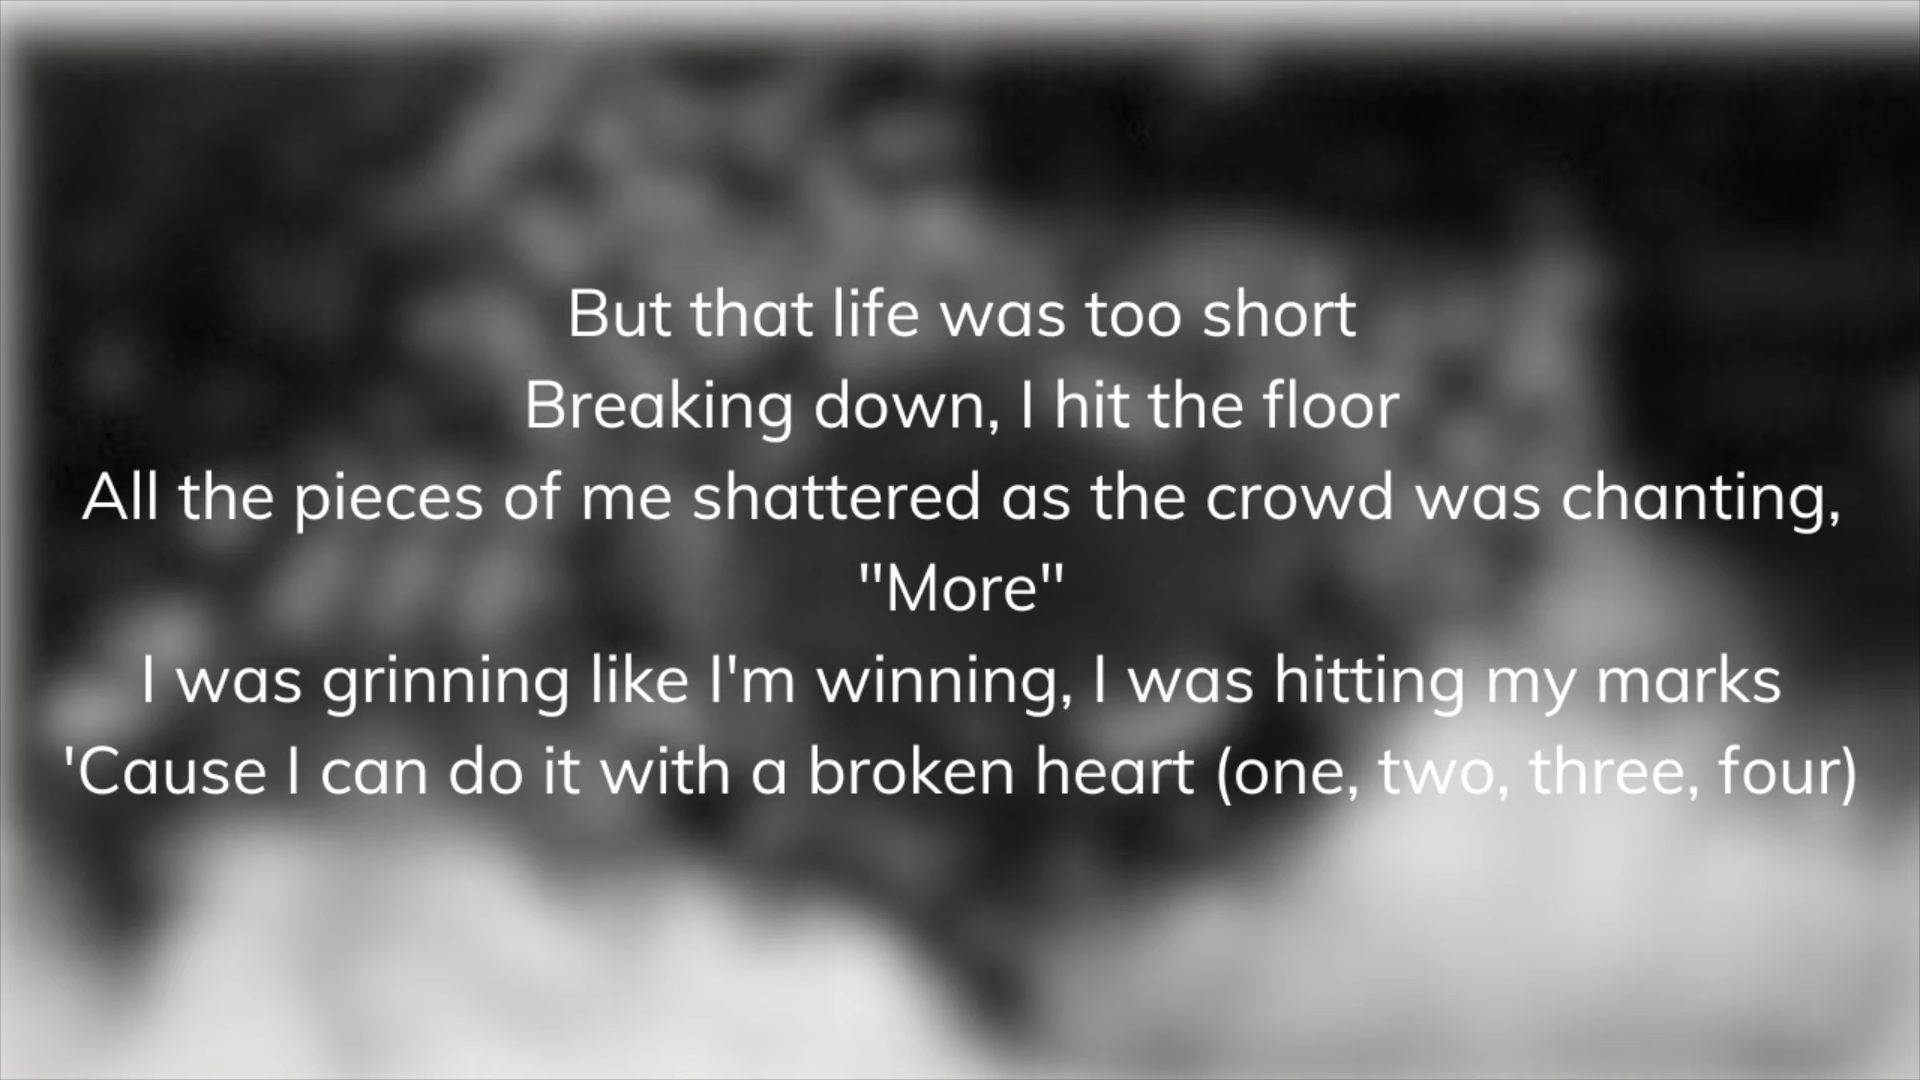 But that life was too short
Breaking down, I hit the floor
All the pieces of me shattered as the crowd was chanting,
"More"
I was grinning like I'm winning, I was hitting my marks
'Cause I can do it with a broken heart (one, two, three, four)